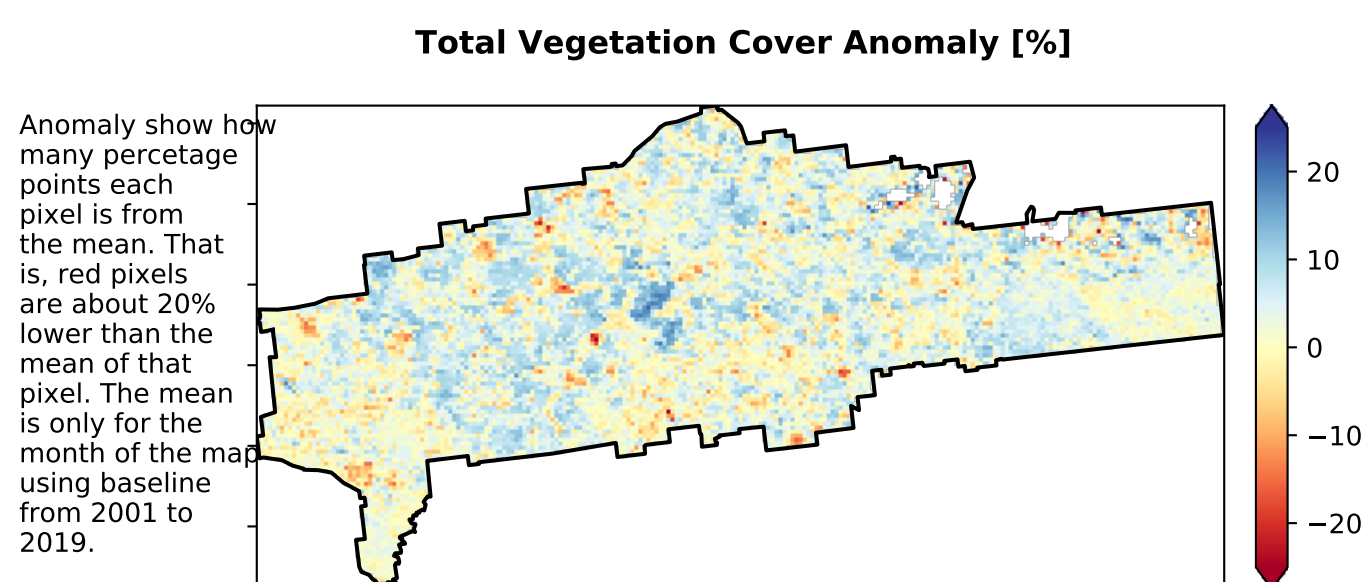 Total Vegetation Cover Anomaly [%]
Anomaly show how
many percetage
points each
pixel is from
the mean. That
is, red pixels
are about 20%
lower than the
mean of that
pixel. The mean
is only for the
month of the map
using baseline
from 2001 to
2019.
20
10
0
−10
−20